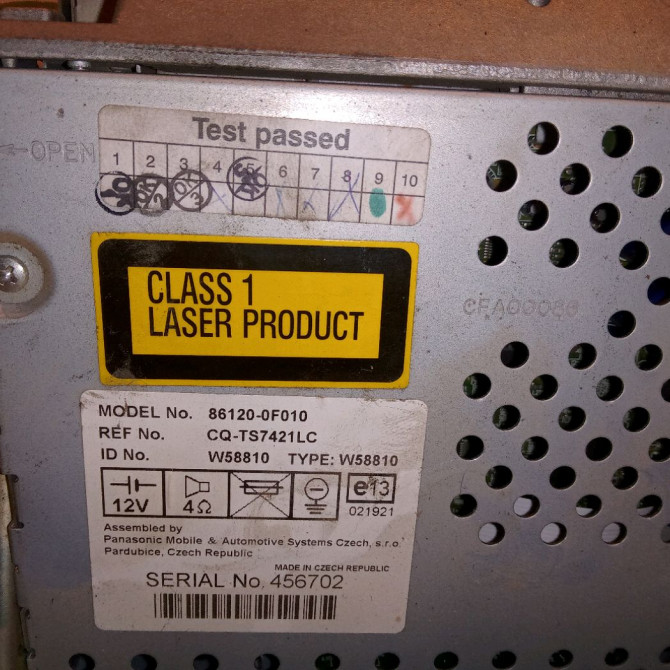 OPEN
Test passed
1 2 3 4 5 6 7 8 9 10
CLASS 1
LASER PRODUCT
MODEL No. 86120-0F010
REF No. CQ-TS7421LC
ID No. W58810 TYPE: W58810
12V 4Ω e13
021921
Assembled by
Panasonic Mobile & Automotive Systems Czech, s.r.o.
Pardubice, Czech Republic
MADE IN CZECH REPUBLIC
SERIAL No. 456702